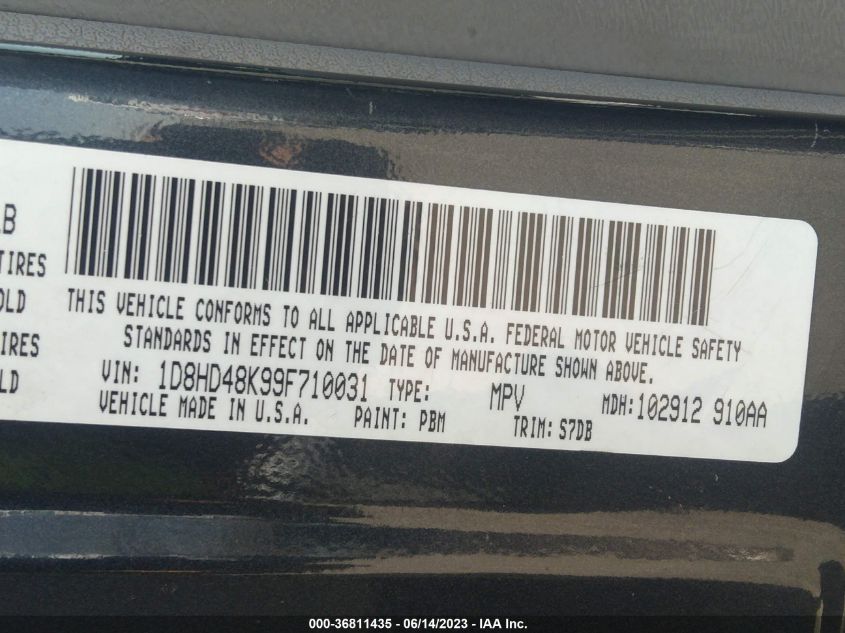 LB
TIRES
OLD
IRES
LD
THIS VEHICLE CONFORMS TO ALL APPLICABLE U.S.A. FEDERAL MOTOR VEHICLE SAFETY
STANDARDS IN EFFECT ON THE DATE OF MANUFACTURE SHOWN ABOVE.
VIN: 1D8HD48K99F710031 TYPE: MPV MDH: 102912 910AA
VEHICLE MADE IN U.S.A. PAINT: PBM TRIM: S7DB
000-36811435 - 06/14/2023 - IAA Inc.